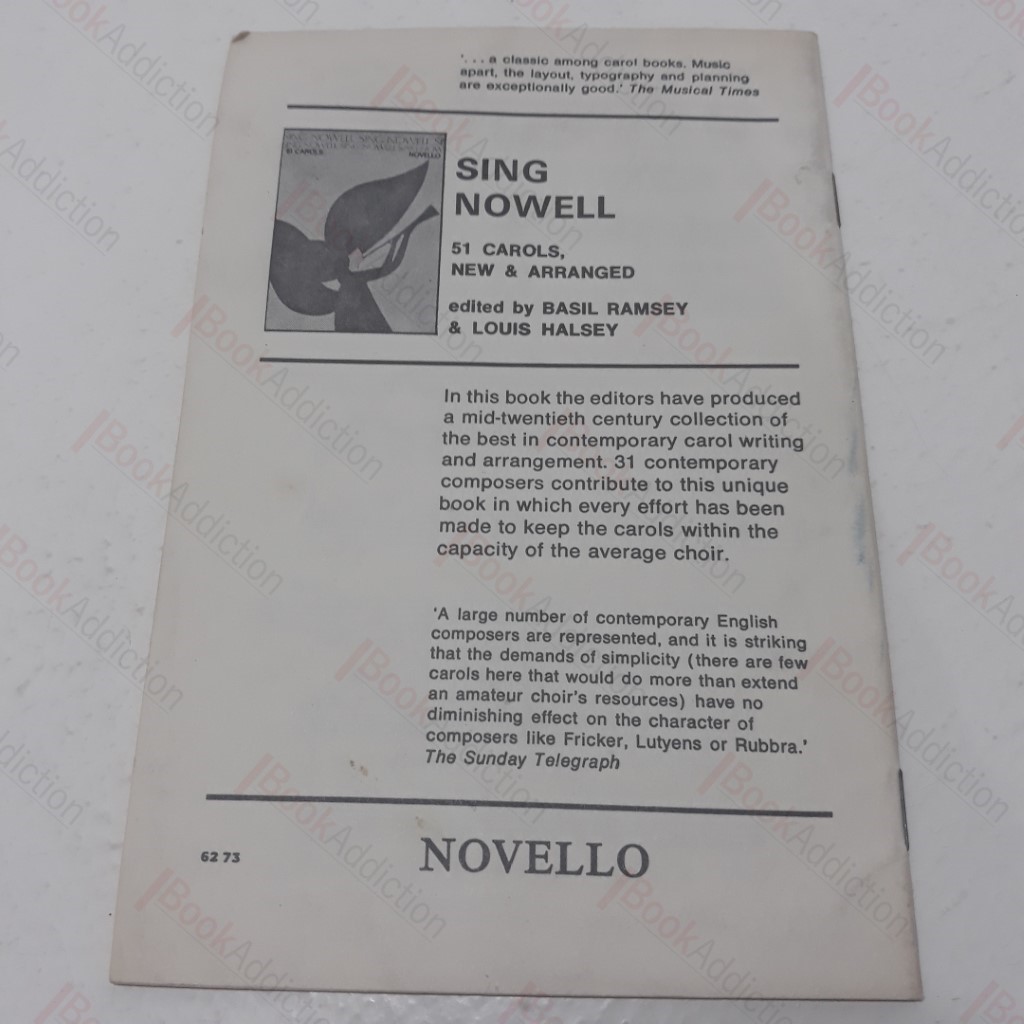 '. . . a classic among carol books. Music
apart, the layout, typography and planning
are exceptionally good.' The Musical Times
51 CAROLS
NOVELLO
SING
NOWELL
51 CAROLS,
NEW & ARRANGED
edited by BASIL RAMSEY
& LOUIS HALSEY
In this book the editors have produced
a mid-twentieth century collection of
the best in contemporary carol writing
and arrangement. 31 contemporary
composers contribute to this unique
book in which every effort has been
made to keep the carols within the
capacity of the average choir.
'A large number of contemporary English
composers are represented, and it is striking
that the demands of simplicity (there are few
carols here that would do more than extend
an amateur choir's resources) have no
diminishing effect on the character of
composers like Fricker, Lutyens or Rubbra.'
The Sunday Telegraph
62 73
NOVELLO
BookAddiction